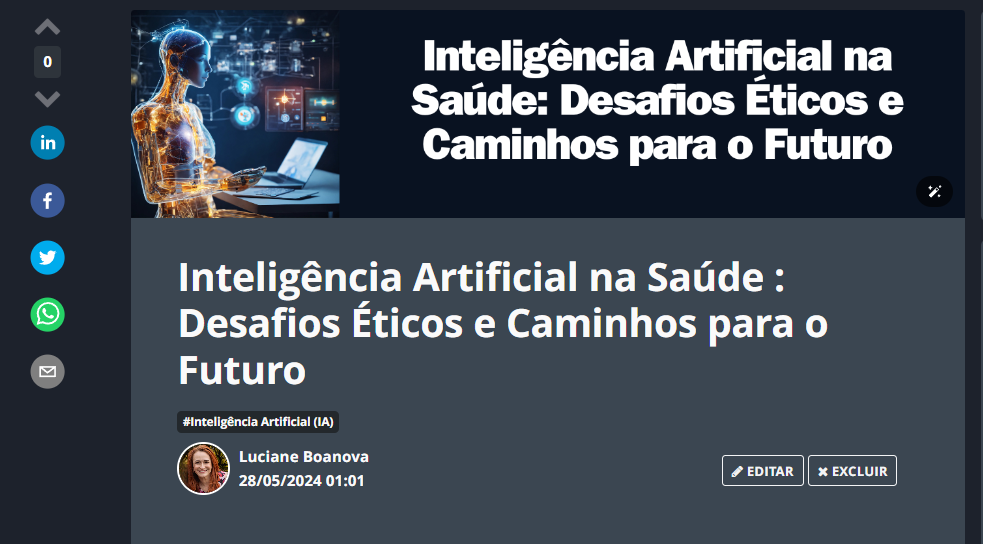 0
in
f
Inteligência Artificial na
Saúde: Desafios Éticos e
Caminhos para o Futuro
Inteligência Artificial na Saúde :
Desafios Éticos e Caminhos para o
Futuro
#Inteligência Artificial (IA)
Luciane Boanova
28/05/2024 01:01
EDITAR
EXCLUIR